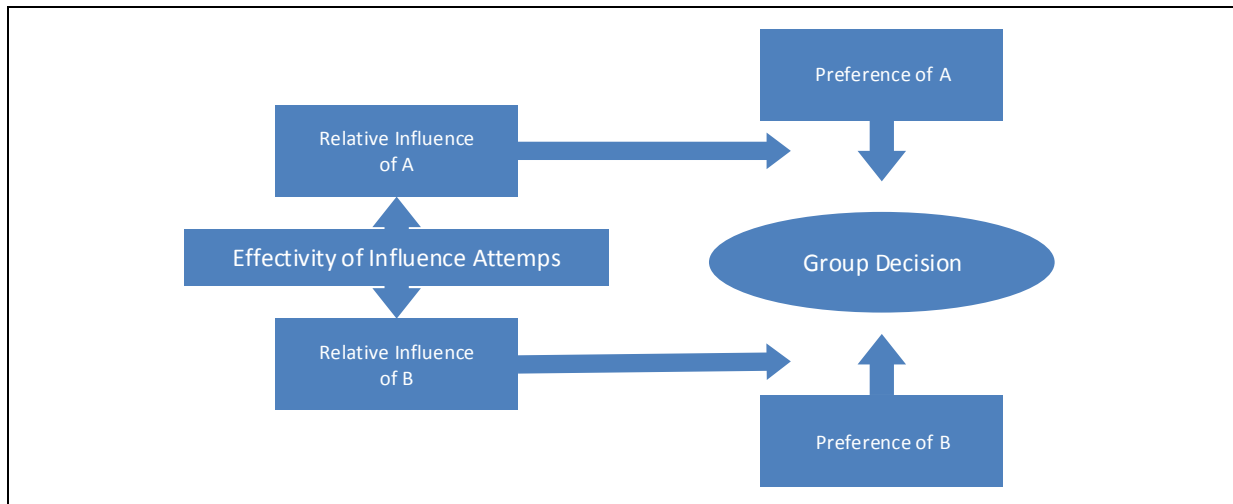 Preference of A
Relative Influence
of A
Effectivity of Influence Attemps
Group Decision
Relative Influence
of B
Preference of B